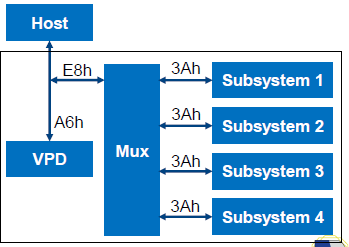 Host
E8h
A6h
VPD
Mux
3Ah
Subsystem 1
3Ah
Subsystem 2
3Ah
Subsystem 3
3Ah
Subsystem 4